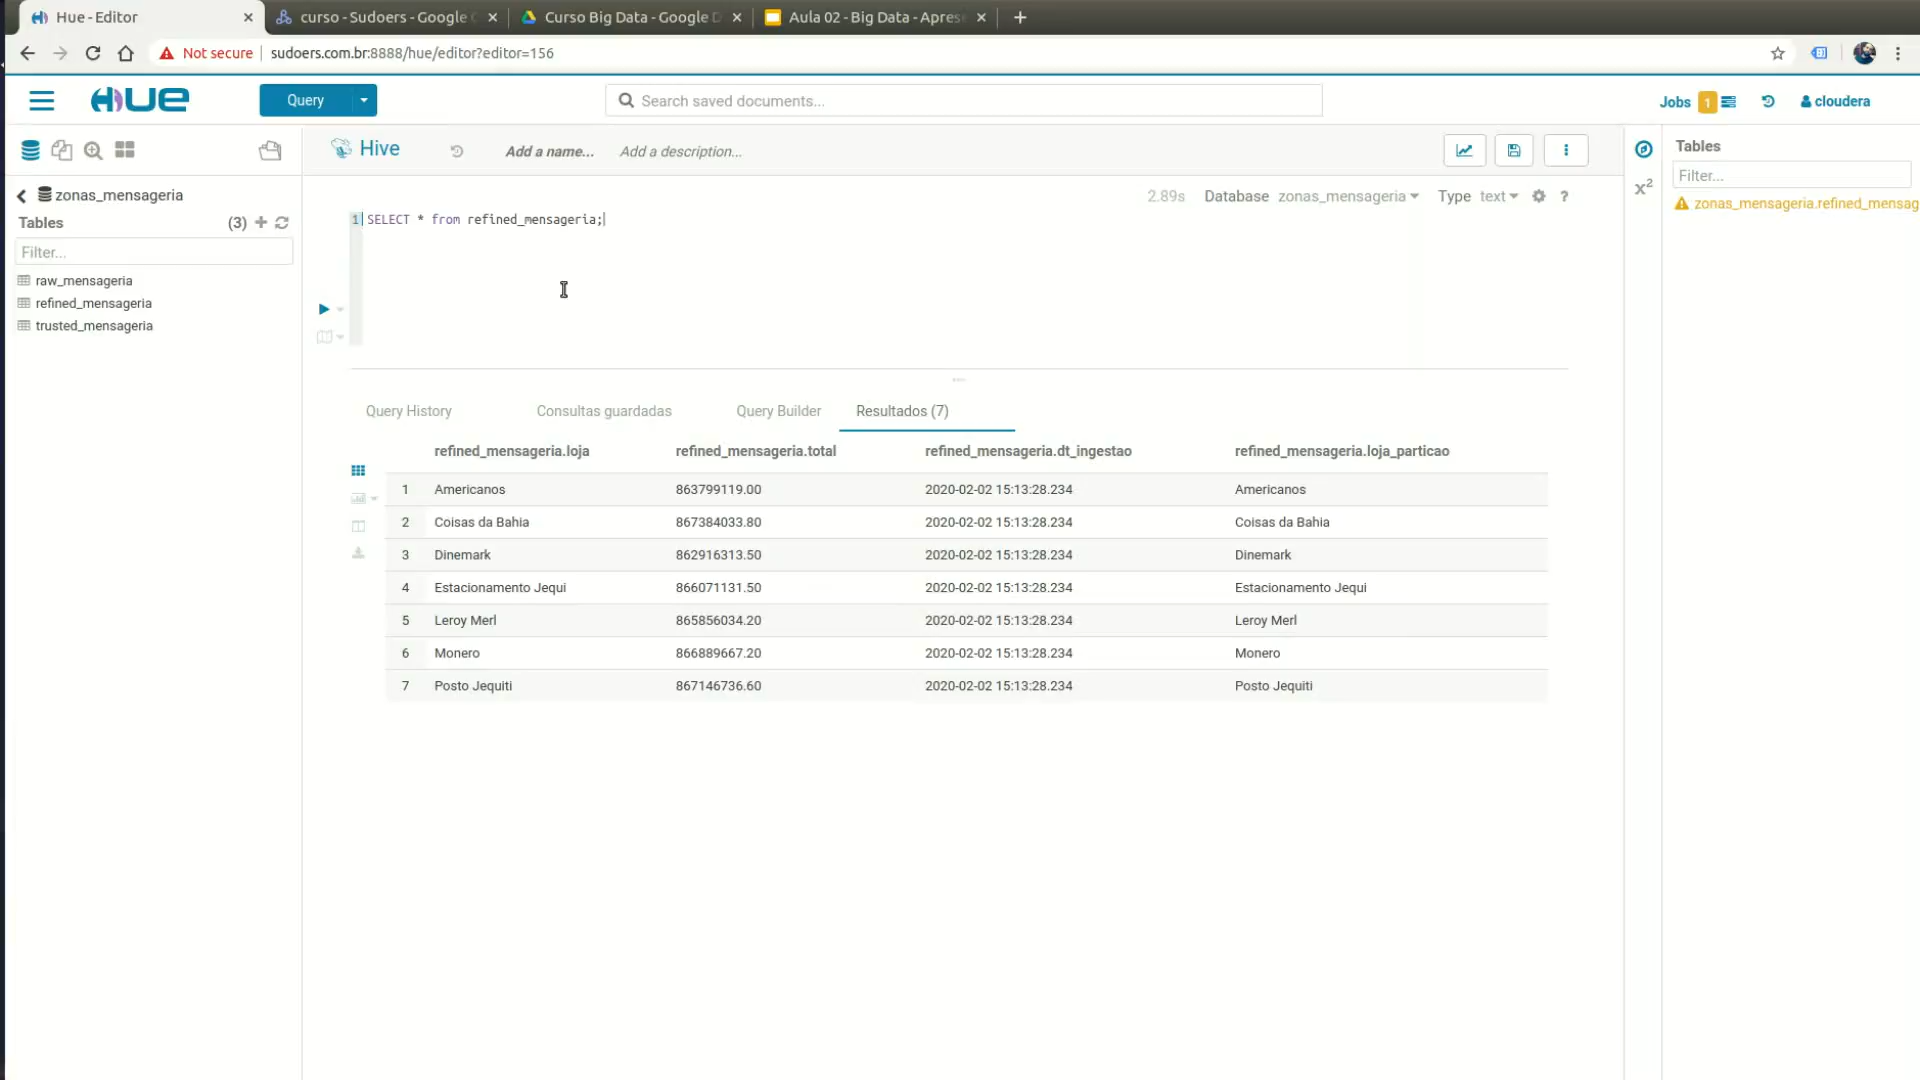 Hue - Editor
curso - Sudoers - Google
Curso Big Data - Google D
Aula 02 - Big Data - Apres
Not secure
sudoers.com.br:8888/hue/editor?editor=156
HUE
Query
Search saved documents...
Jobs 1
cloudera
Hive
Add a name...
Add a description...
Tables
Filter...
zonas_mensageria.refined_mensag
zonas_mensageria
Tables
(3)
Filter...
raw_mensageria
refined_mensageria
trusted_mensageria
2.89s Database zonas_mensageria Type text ?
1 SELECT * from refined_mensageria;
x²
Query History
Consultas guardadas
Query Builder
Resultados (7)
refined_mensageria.loja refined_mensageria.total refined_mensageria.dt_ingestao refined_mensageria.loja_particao
1 Americanos 863799119.00 2020-02-02 15:13:28.234 Americanos
2 Coisas da Bahia 867384033.80 2020-02-02 15:13:28.234 Coisas da Bahia
3 Dinemark 862916313.50 2020-02-02 15:13:28.234 Dinemark
4 Estacionamento Jequi 866071131.50 2020-02-02 15:13:28.234 Estacionamento Jequi
5 Leroy Merl 865856034.20 2020-02-02 15:13:28.234 Leroy Merl
6 Monero 866889667.20 2020-02-02 15:13:28.234 Monero
7 Posto Jequiti 867146736.60 2020-02-02 15:13:28.234 Posto Jequiti